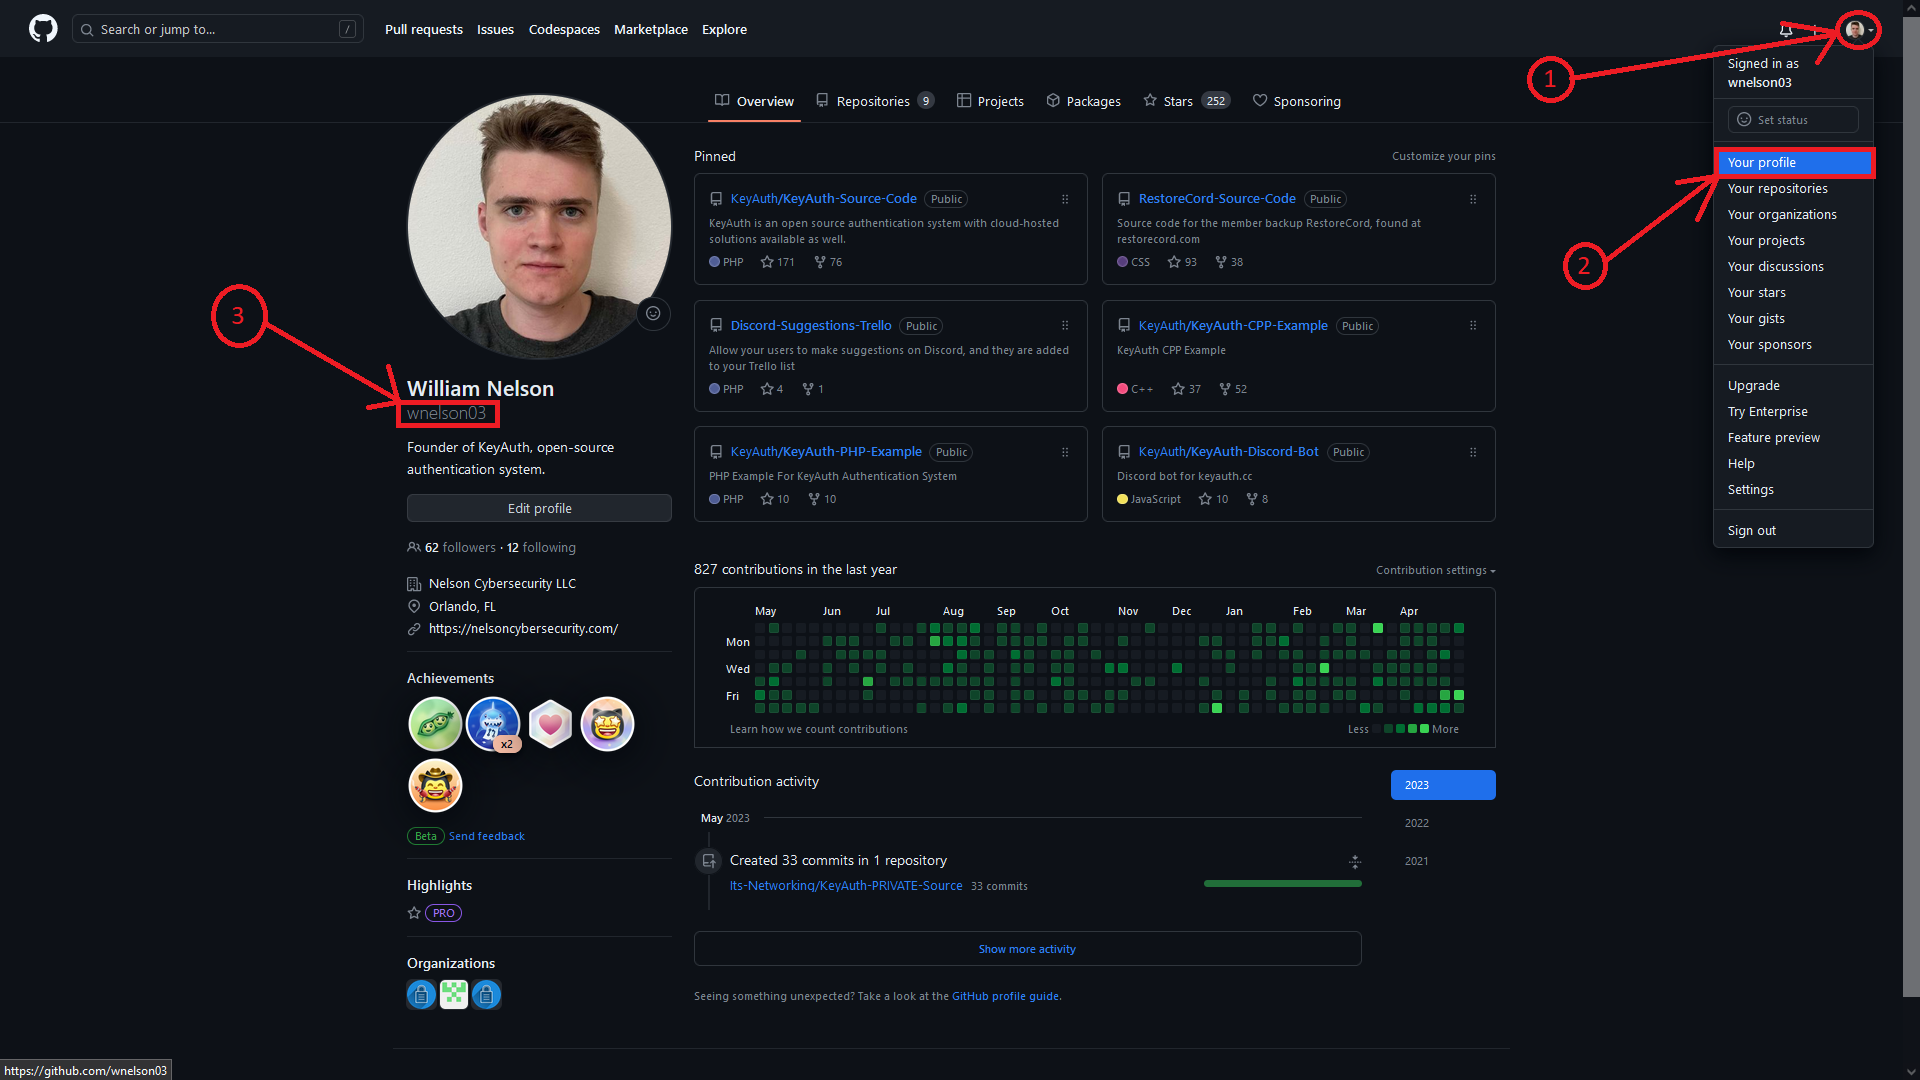 Search or jump to... /
Pull requests Issues Codespaces Marketplace Explore
1
Signed in as
wnelson03
Set status
Your profile
Your repositories
Your organizations
Your projects
Your discussions
Your stars
Your gists
Your sponsors
Upgrade
Try Enterprise
Feature preview
Help
Settings
Sign out
2
Overview Repositories 9 Projects Packages Stars 252 Sponsoring
3
William Nelson
wnelson03
Founder of KeyAuth, open-source
authentication system.
Edit profile
62 followers · 12 following
Nelson Cybersecurity LLC
Orlando, FL
https://nelsoncybersecurity.com/
Achievements
x2
Beta Send feedback
Highlights
PRO
Organizations
Pinned
Customize your pins
KeyAuth/KeyAuth-Source-Code Public
KeyAuth is an open source authentication system with cloud-hosted
solutions available as well.
PHP 171 76
RestoreCord-Source-Code Public
Source code for the member backup RestoreCord, found at
restorecord.com
CSS 93 38
Discord-Suggestions-Trello Public
Allow your users to make suggestions on Discord, and they are added
to your Trello list
PHP 4 1
KeyAuth/KeyAuth-CPP-Example Public
KeyAuth CPP Example
C++ 37 52
KeyAuth/KeyAuth-PHP-Example Public
PHP Example For KeyAuth Authentication System
PHP 10 10
KeyAuth/KeyAuth-Discord-Bot Public
Discord bot for keyauth.cc
JavaScript 10 8
827 contributions in the last year
Contribution settings
May Jun Jul Aug Sep Oct Nov Dec Jan Feb Mar Apr
Mon
Wed
Fri
Learn how we count contributions
Less More
Contribution activity
2023
2022
2021
May 2023
Created 33 commits in 1 repository
Its-Networking/KeyAuth-PRIVATE-Source 33 commits
Show more activity
Seeing something unexpected? Take a look at the GitHub profile guide.
https://github.com/wnelson03